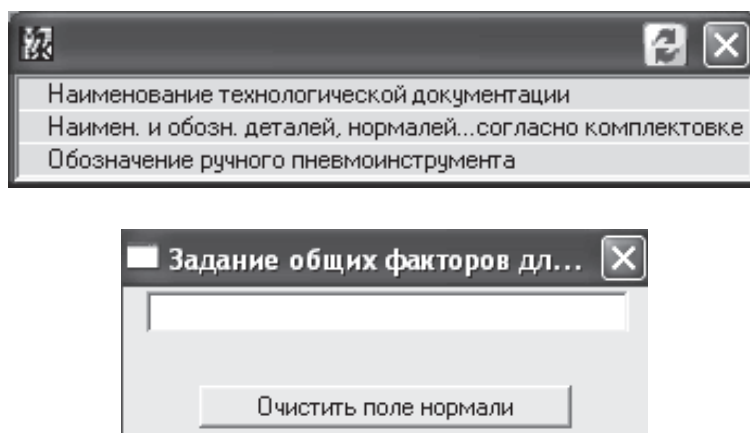 Наименование технологической документации
Наимен. и обозн. деталей, нормалей...согласно комплектовке
Обозначение ручного пневмоинструмента
Задание общих факторов дл...
Очистить поле нормали